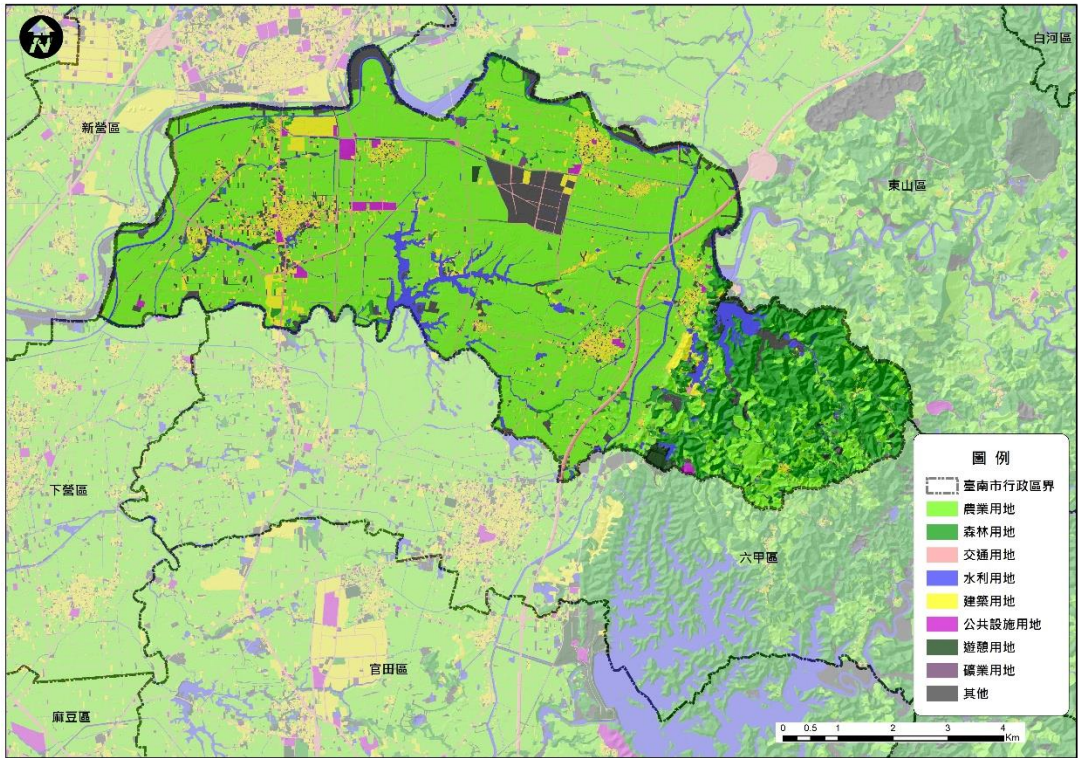 N
白河區
新營區
東山區
下營區
六甲區
官田區
麻豆區
圖 例
臺南市行政區界
農業用地
森林用地
交通用地
水利用地
建築用地
公共設施用地
遊憩用地
礦業用地
其他
0 0.5 1 2 3 4
Km